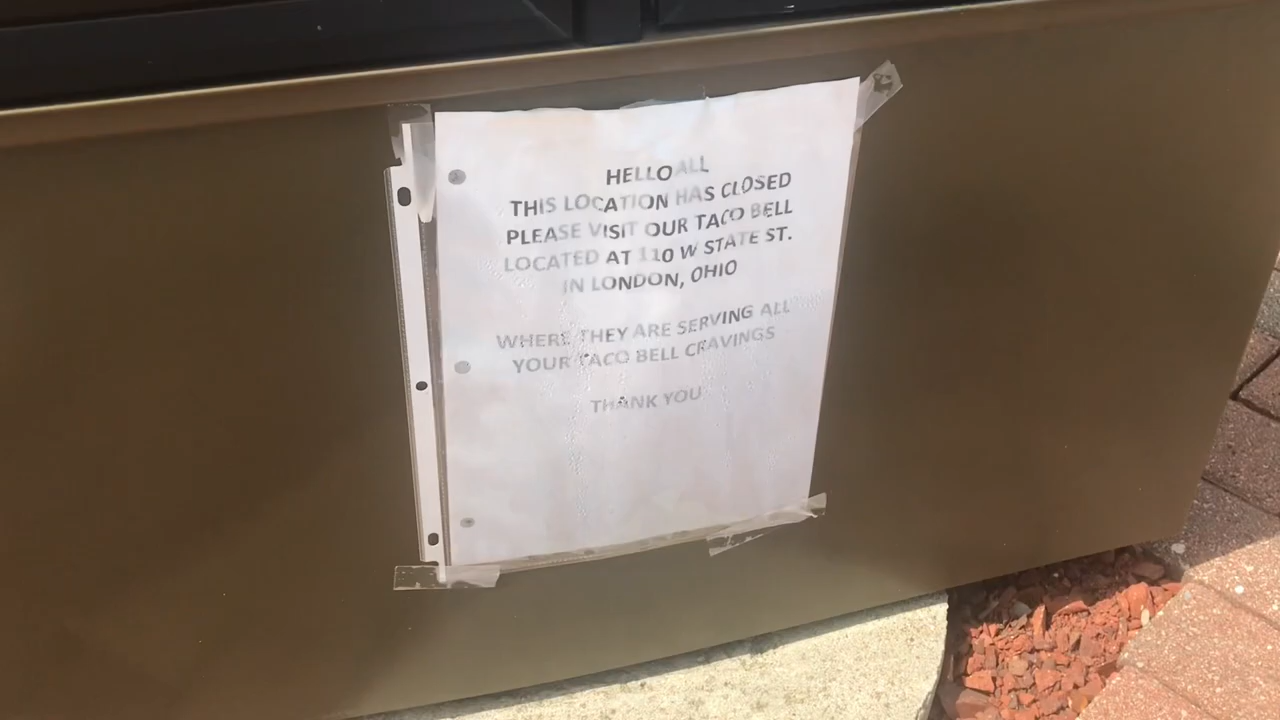 HELLO ALL
THIS LOCATION HAS CLOSED
PLEASE VISIT OUR TACO BELL
LOCATED AT 110 W STATE ST.
IN LONDON, OHIO
WHERE THEY ARE SERVING ALL
YOUR TACO BELL CRAVINGS
THANK YOU